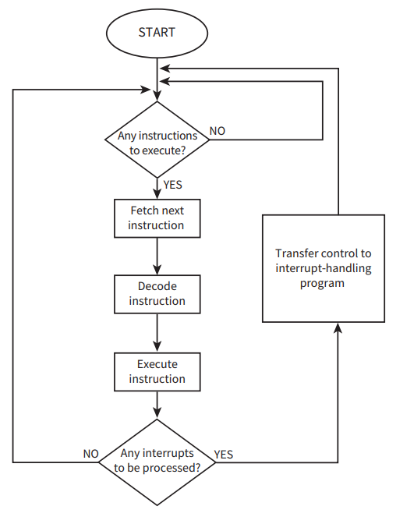 START
Any instructions
to execute?
NO
YES
Fetch next
instruction
Decode
instruction
Execute
instruction
Transfer control to
interrupt-handling
program
NO
Any interrupts
to be processed?
YES